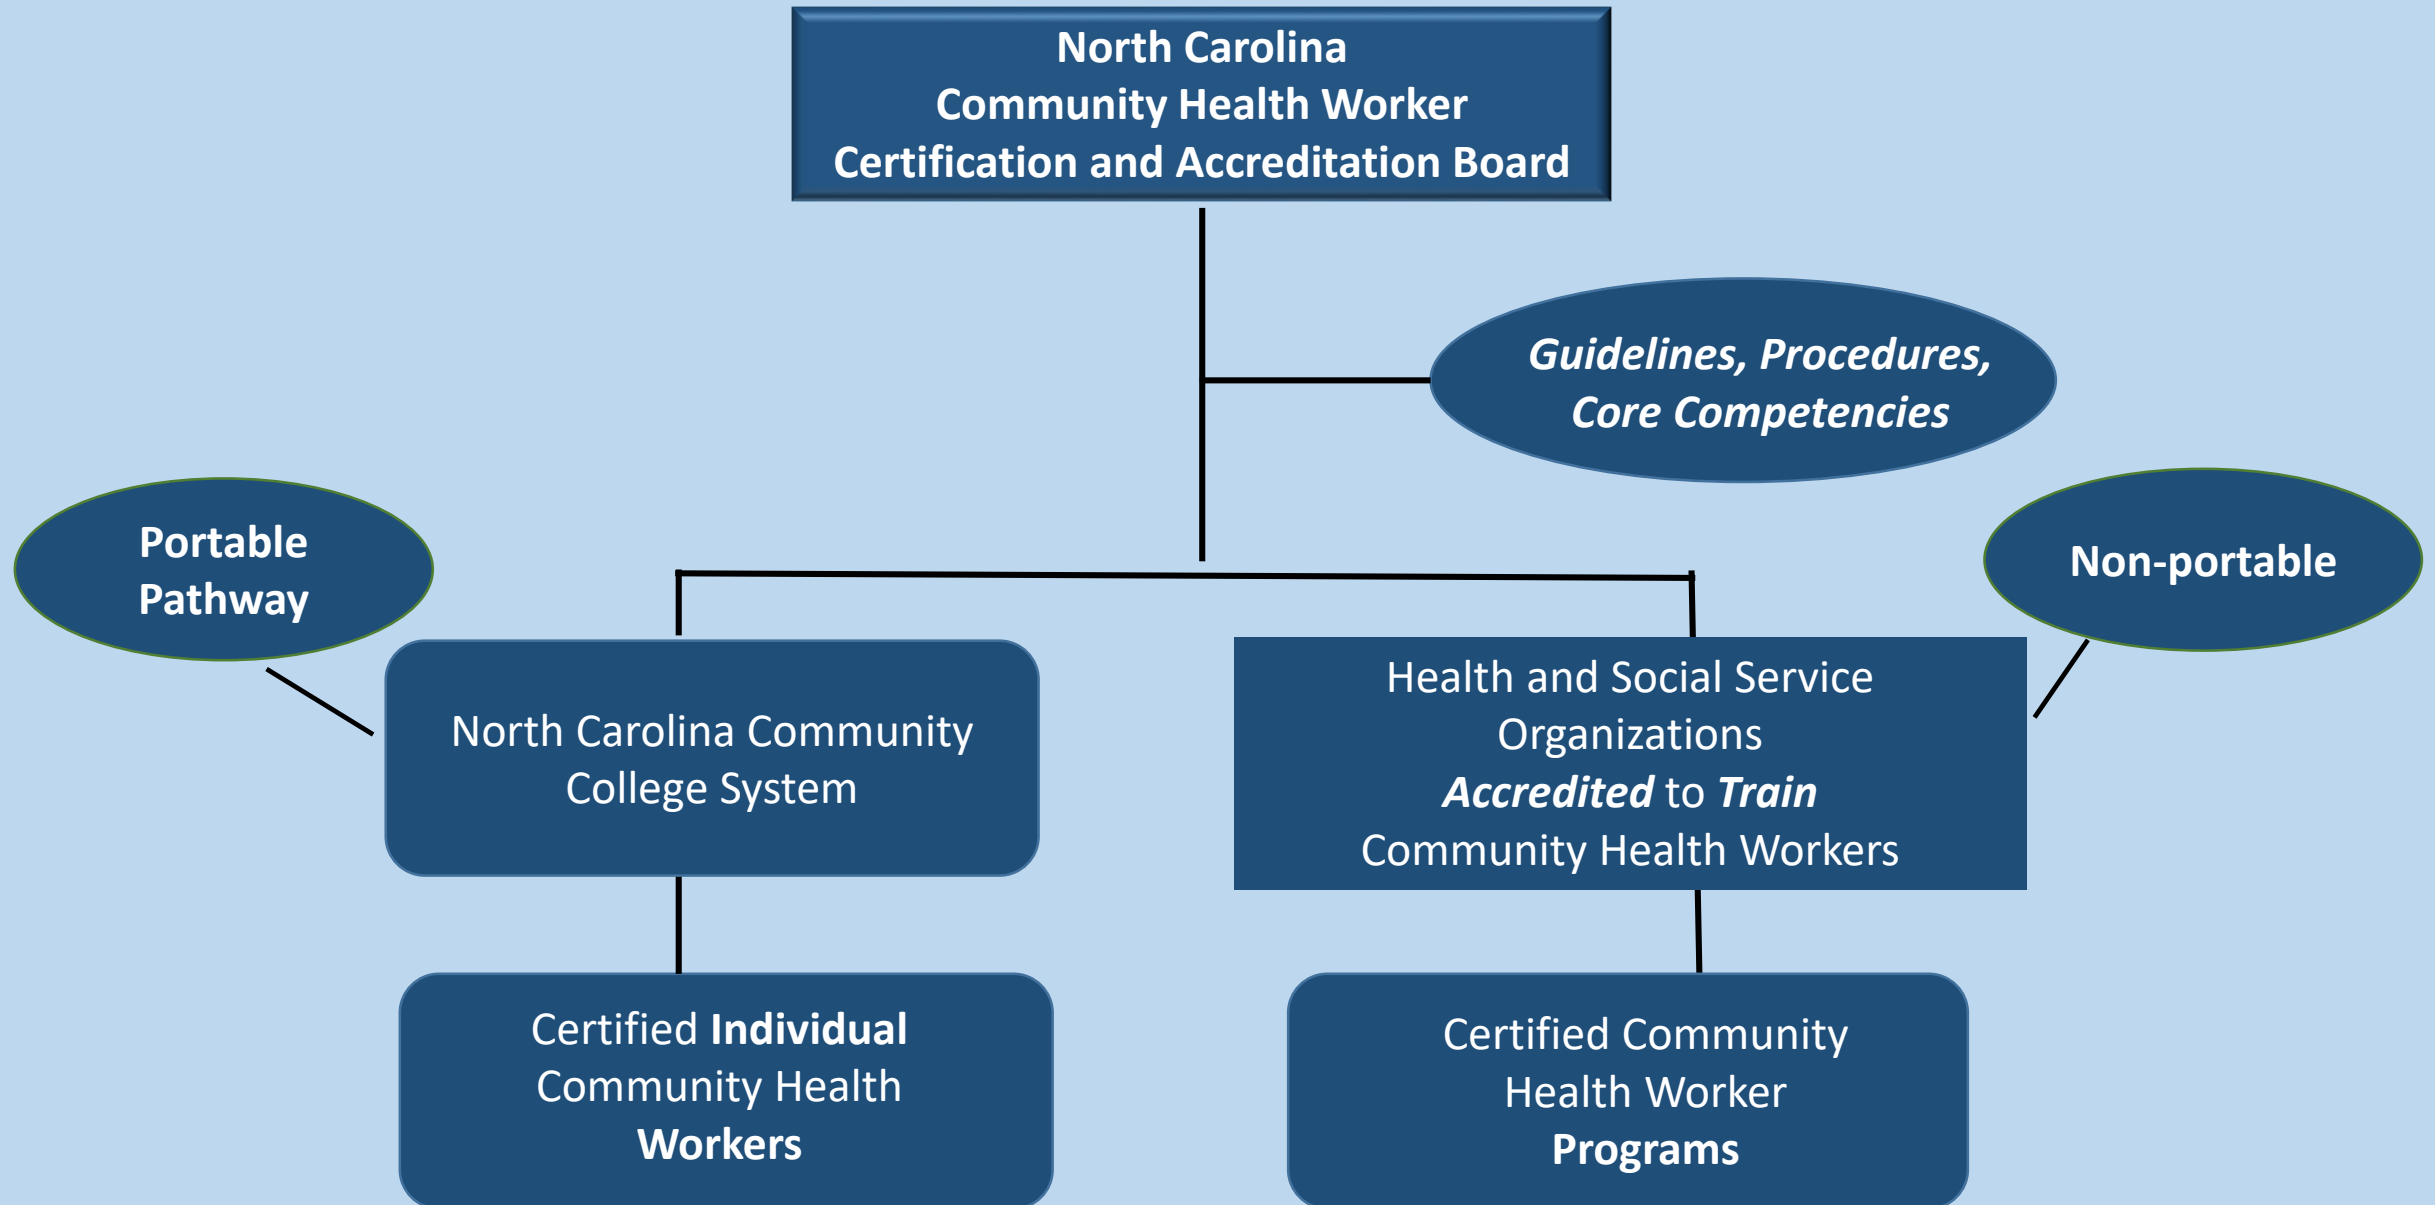 North Carolina
Community Health Worker
Certification and Accreditation Board
Guidelines, Procedures,
Core Competencies
Portable
Pathway
Non-portable
North Carolina Community
College System
Health and Social Service
Organizations
Accredited to Train
Community Health Workers
Certified Individual
Community Health
Workers
Certified Community
Health Worker
Programs